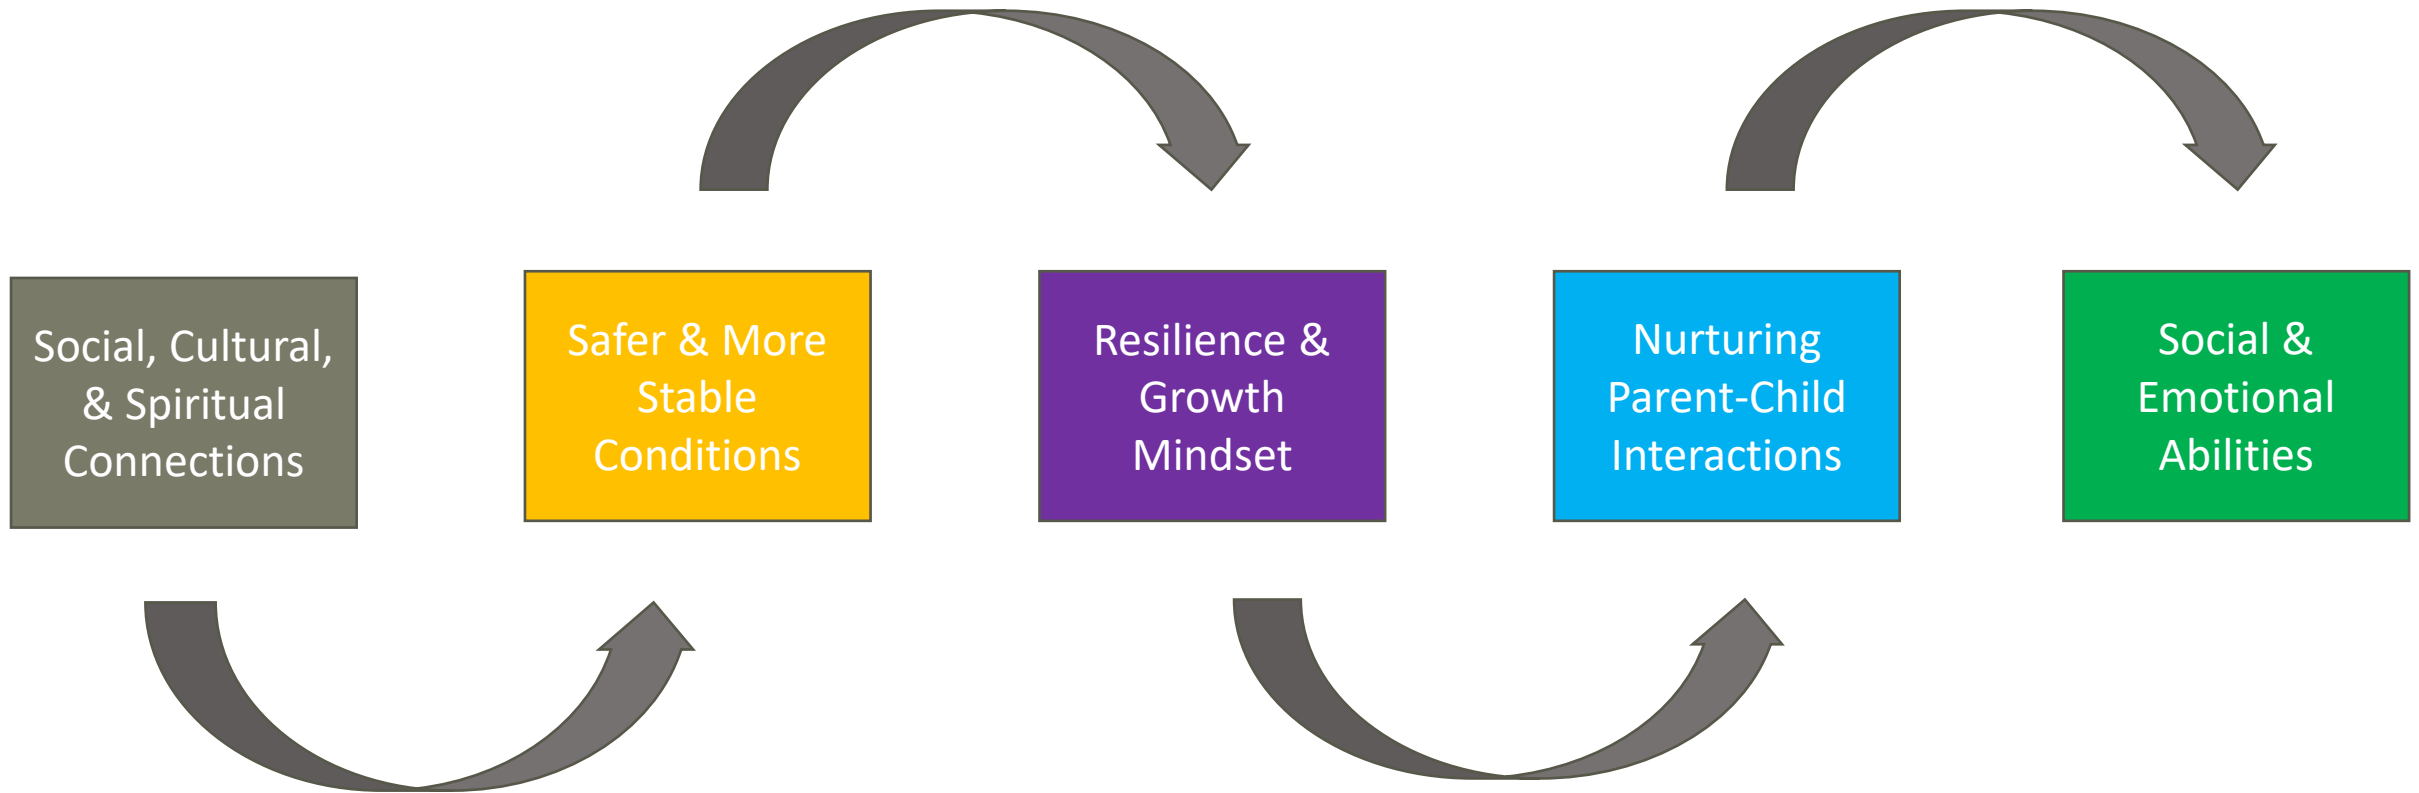 Social, Cultural,
& Spiritual
Connections
Safer & More
Stable
Conditions
Resilience &
Growth
Mindset
Nurturing
Parent-Child
Interactions
Social &
Emotional
Abilities